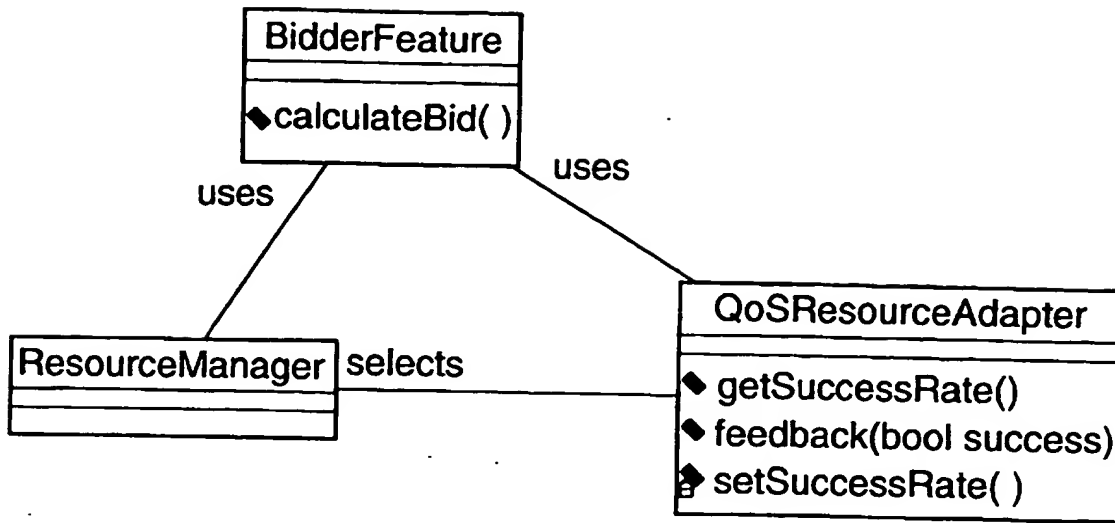 BidderFeature
calculateBid( )
uses
uses
ResourceManager
selects
QoSResourceAdapter
getSuccessRate()
feedback(bool success)
setSuccessRate( )